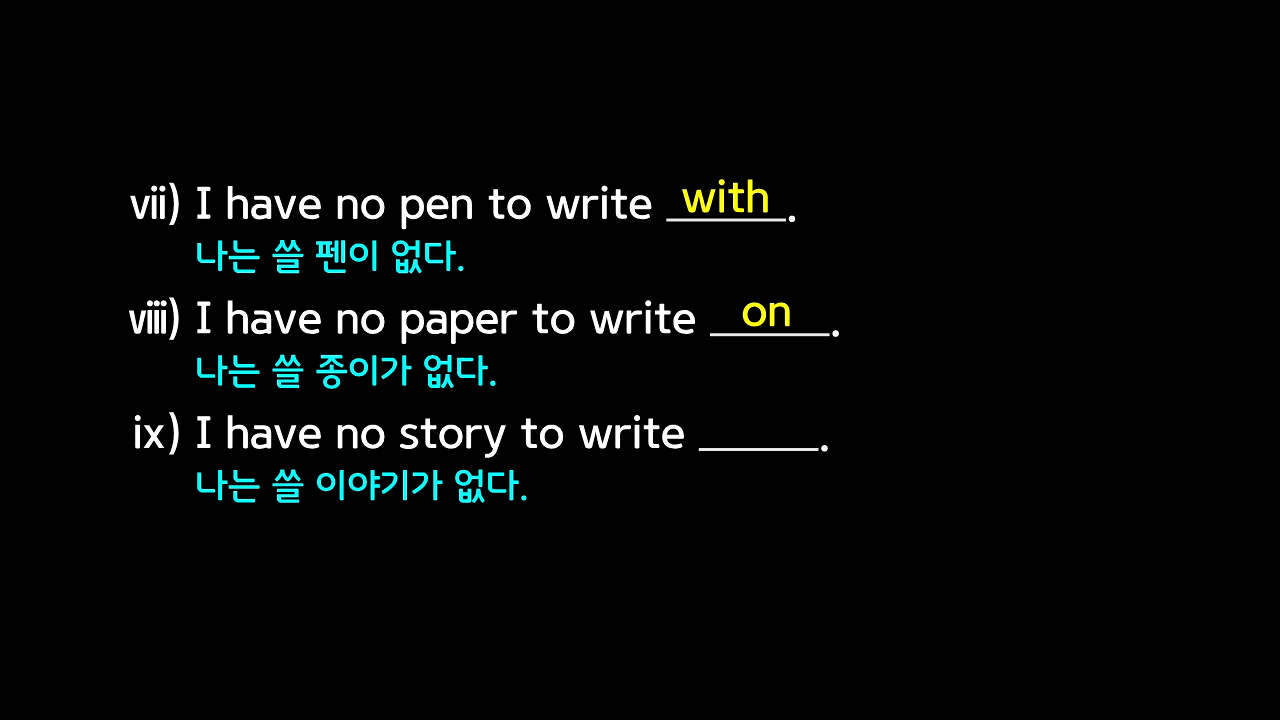 vii) I have no pen to write with.
나는 쓸 펜이 없다.
viii) I have no paper to write on.
나는 쓸 종이가 없다.
ix) I have no story to write ______.
나는 쓸 이야기가 없다.